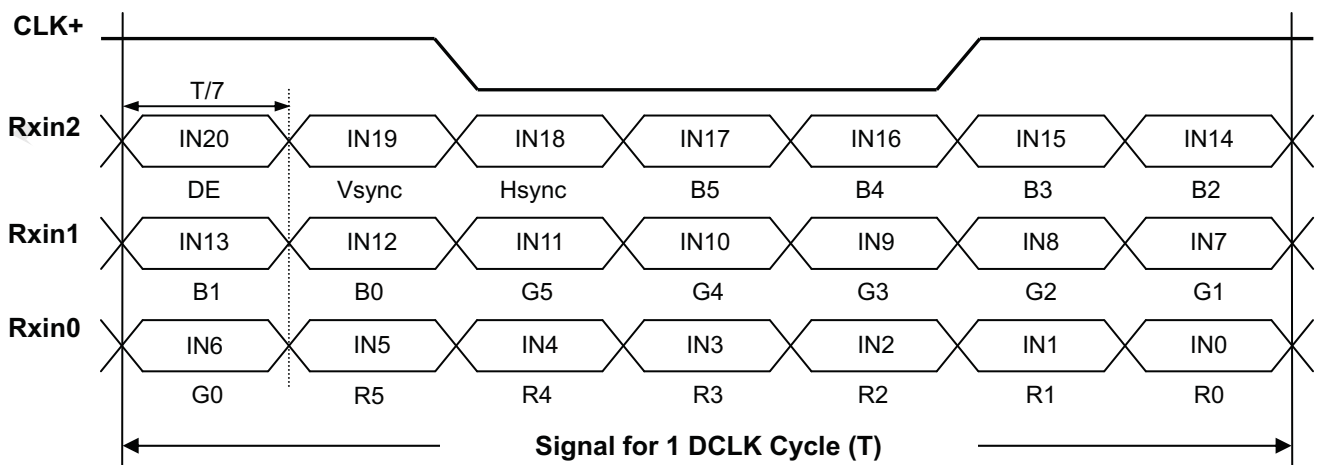 CLK+
T/7
Rxin2 IN20 IN19 IN18 IN17 IN16 IN15 IN14
DE Vsync Hsync B5 B4 B3 B2
Rxin1 IN13 IN12 IN11 IN10 IN9 IN8 IN7
B1 B0 G5 G4 G3 G2 G1
Rxin0 IN6 IN5 IN4 IN3 IN2 IN1 IN0
G0 R5 R4 R3 R2 R1 R0
Signal for 1 DCLK Cycle (T)